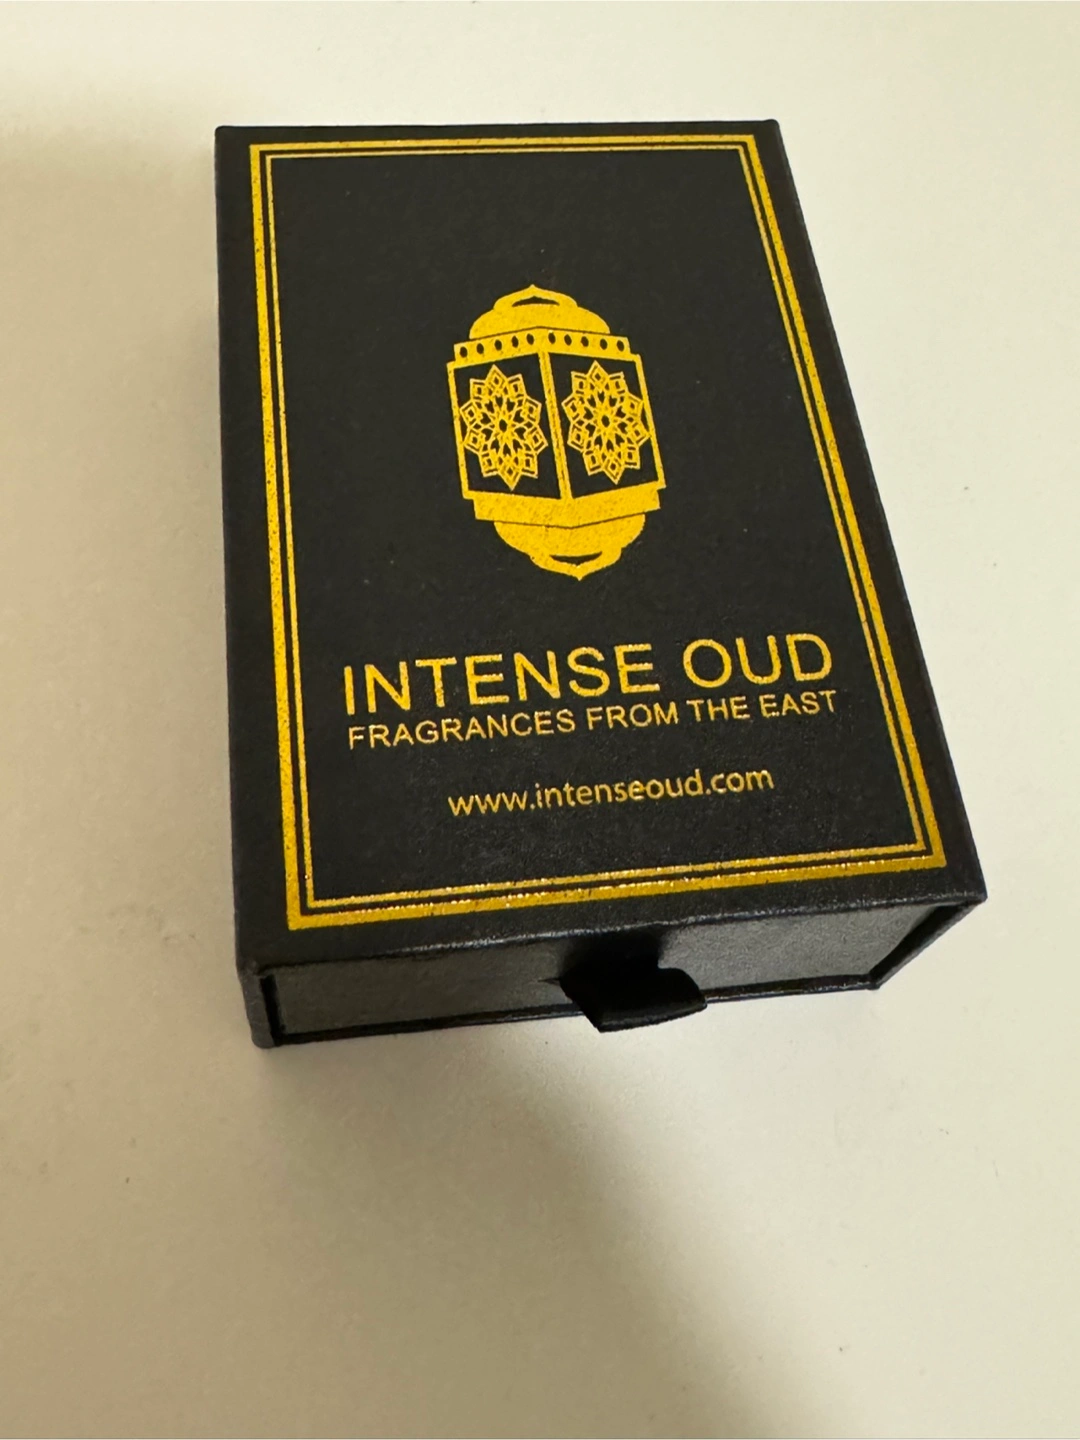 INTENSE OUD
FRAGRANCES FROM THE EAST
www.intenseoud.com